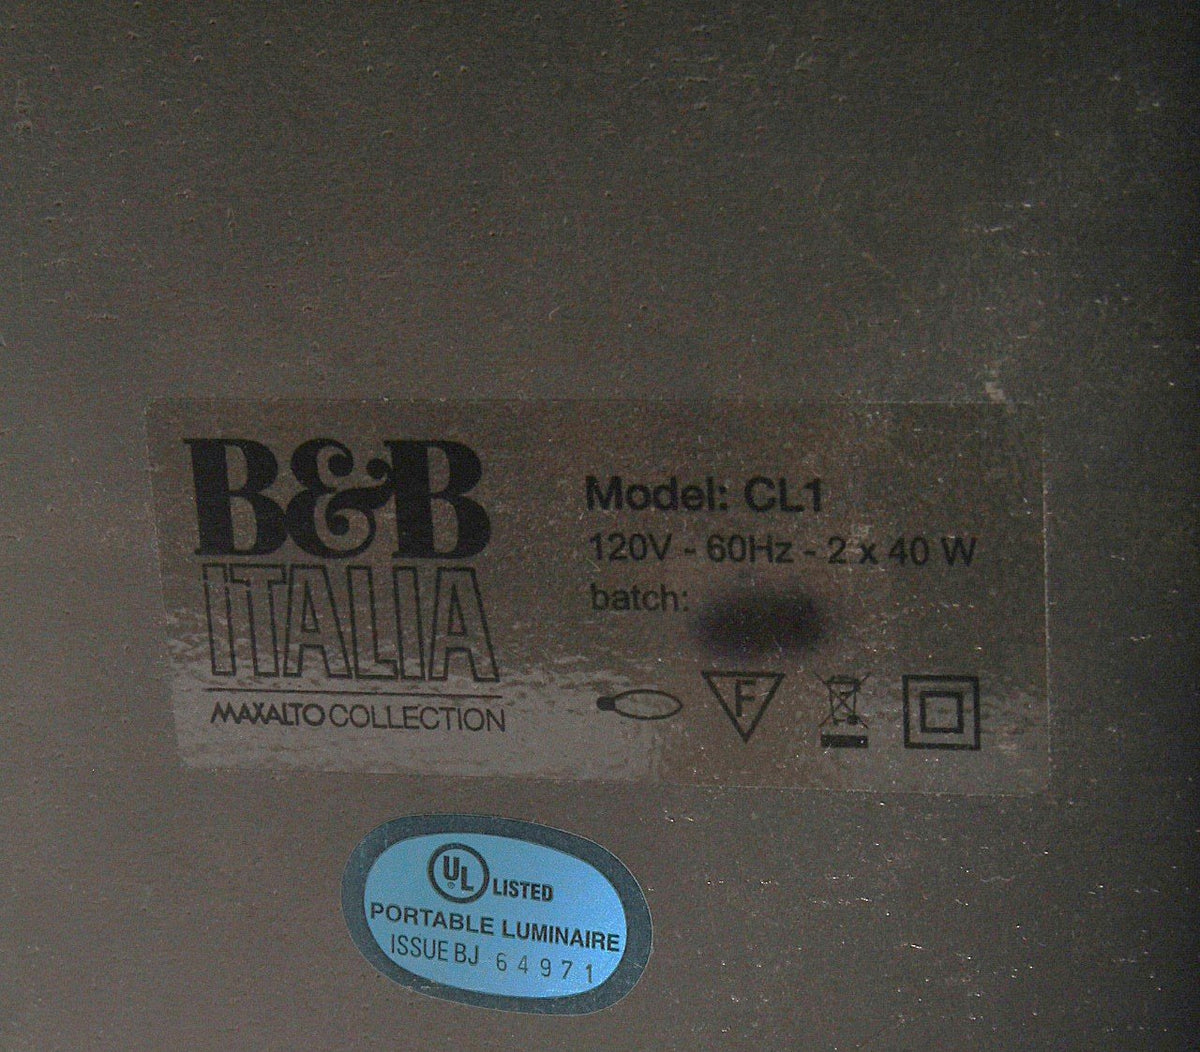 B&B
ITALIA
MAXALTO COLLECTION
Model: CL1
120V - 60Hz - 2 x 40 W
batch:
F
UL LISTED
PORTABLE LUMINAIRE
ISSUE BJ 64971